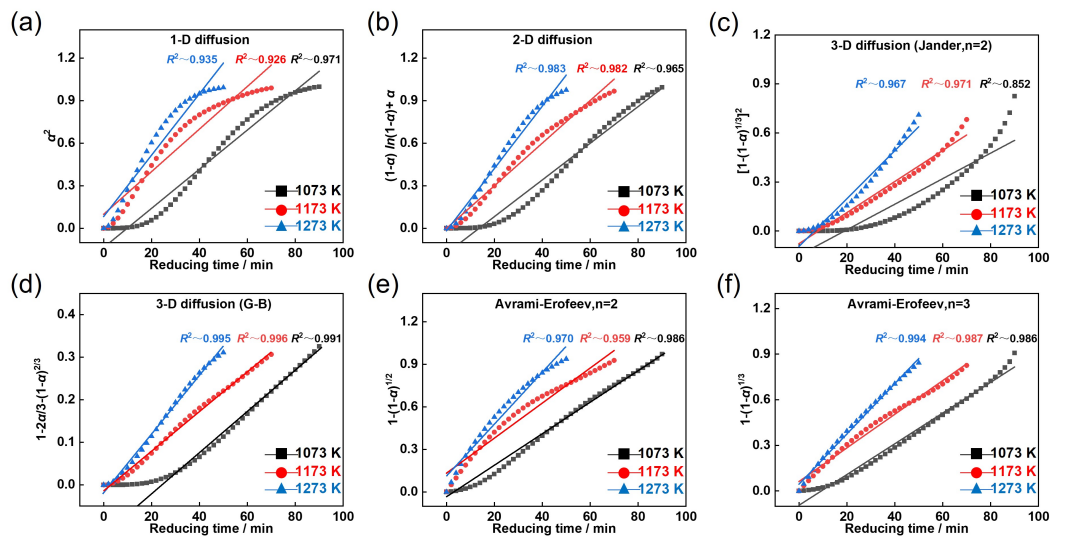 (a)
1-D diffusion
R²～0.935 R²～0.926 R²～0.971
1.2
0.9
0.6
0.3
0.0
α²
1073 K
1173 K
1273 K
0 20 40 60 80 100
Reducing time / min
(b)
2-D diffusion
R²～0.983 R²～0.982 R²～0.965
1.2
0.9
0.6
0.3
0.0
(1-α) ln(1-α)+ α
1073 K
1173 K
1273 K
0 20 40 60 80 100
Reducing time / min
(c)
3-D diffusion (Jander,n=2)
R²～0.967 R²～0.971 R²～0.852
1.2
0.9
0.6
0.3
0.0
[1-(1-α)^1/3]²
1073 K
1173 K
1273 K
0 20 40 60 80 100
Reducing time / min
(d)
3-D diffusion (G-B)
R²～0.995 R²～0.996 R²～0.991
0.4
0.3
0.2
0.1
0.0
1-2α/3-(1-α)^2/3
1073 K
1173 K
1273 K
0 20 40 60 80 100
Reducing time / min
(e)
Avrami-Erofeev,n=2
R²～0.970 R²～0.959 R²～0.986
1.2
0.9
0.6
0.3
0.0
1-(1-α)^1/2
1073 K
1173 K
1273 K
0 20 40 60 80 100
Reducing time / min
(f)
Avrami-Erofeev,n=3
R²～0.994 R²～0.987 R²～0.986
1.2
0.9
0.6
0.3
0.0
1-(1-α)^1/3
1073 K
1173 K
1273 K
0 20 40 60 80 100
Reducing time / min